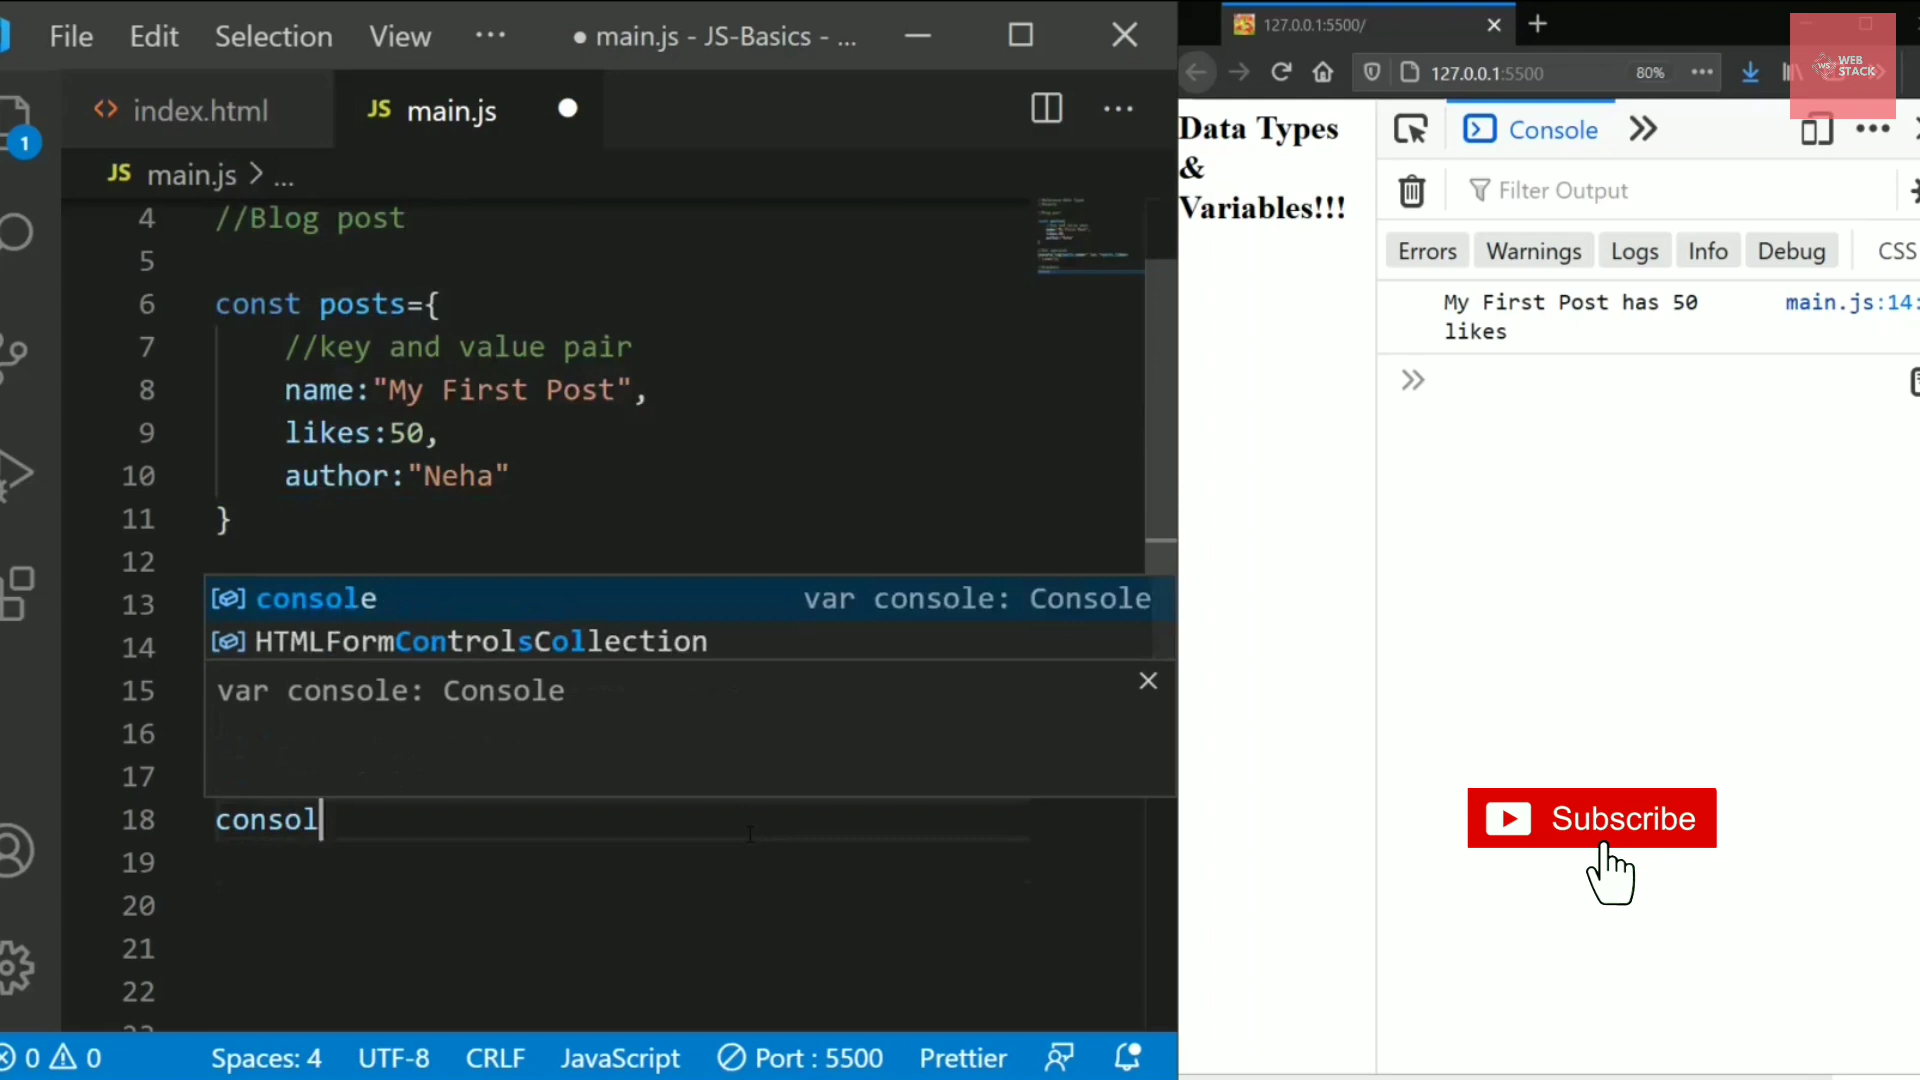 File Edit Selection View ··· ● main.js - JS-Basics - ...
index.html
JS main.js
JS main.js > ...
1
4 //Blog post
5
6 const posts={
7 //key and value pair
8 name:"My First Post",
9 likes:50,
10 author:"Neha"
11 }
12
13
14
15
16
17
18 consol
19
20
21
22
console var console: Console
HTMLFormControlsCollection
var console: Console
0 0 Spaces: 4 UTF-8 CRLF JavaScript Port : 5500 Prettier
127.0.0.1:5500/
127.0.0.1:5500 80%
WS WEB
STACK
Data Types
&
Variables!!!
Console
Filter Output
Errors Warnings Logs Info Debug CSS
My First Post has 50 main.js:14:
likes
Subscribe